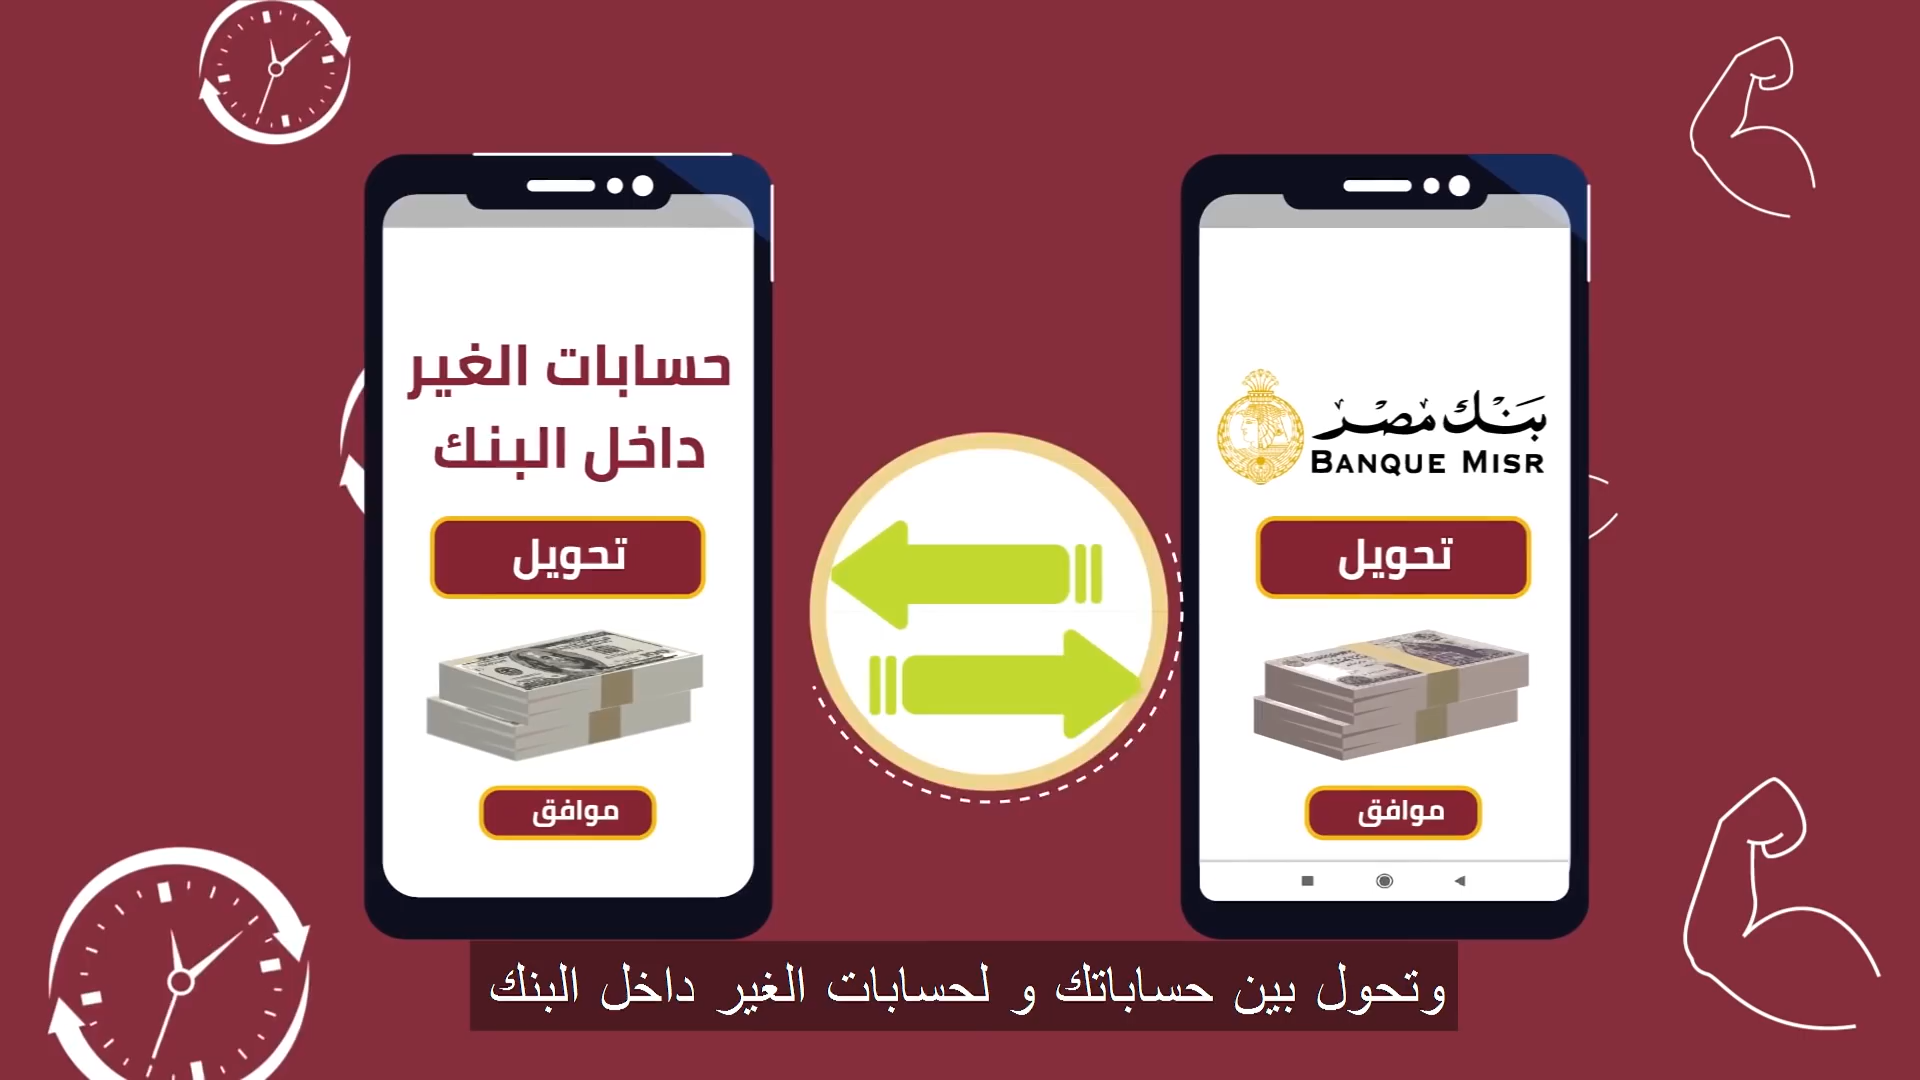 حسابات الغير
داخل البنك
تحويل
موافق
بنك مصر
BANQUE MISR
تحويل
موافق
وتحول بين حساباتك و لحسابات الغير داخل البنك